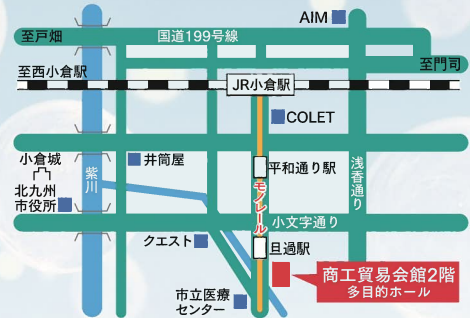 AIM
至戸畑
国道199号線
至西小倉駅
至門司
JR小倉駅
COLET
小倉城
井筒屋
平和通り駅
浅香通り
紫川
北九州
市役所
モノレール
小文字通り
クエスト
旦過駅
商工貿易会館2階
多目的ホール
市立医療
センター